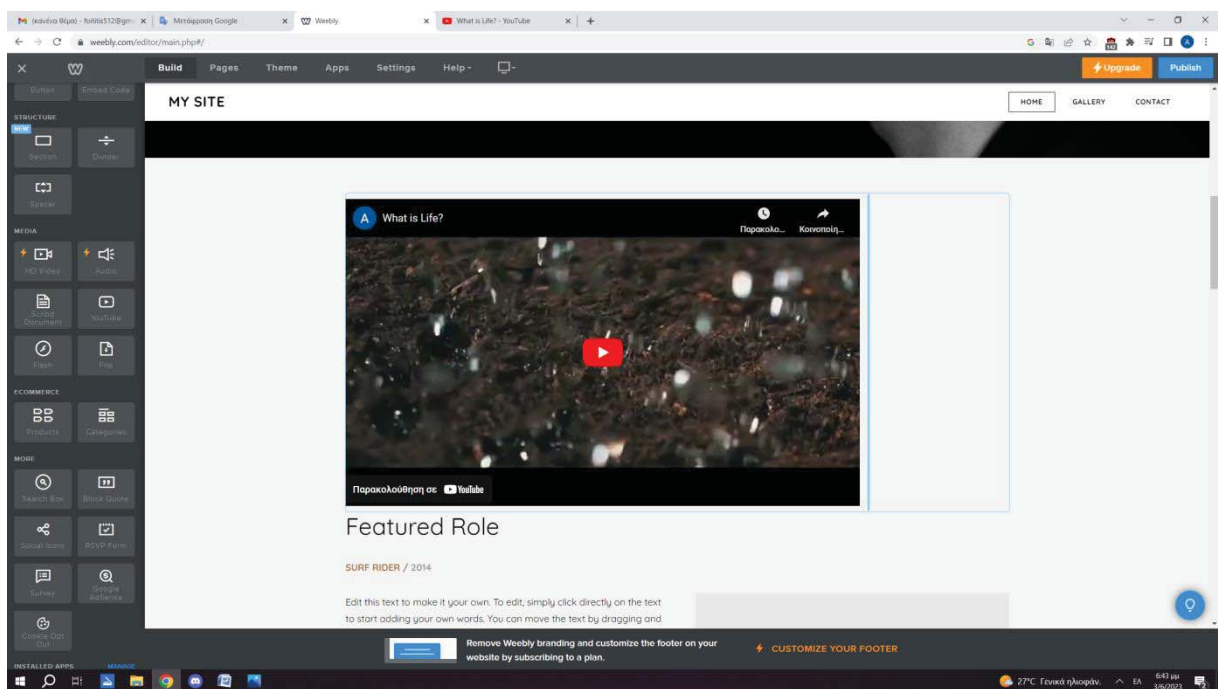 (κανένα θέμα) - foititis512@gm
Μετάφραση Google
Weebly
What is Life? - YouTube
weebly.com/editor/main.php#/
Build Pages Theme Apps Settings Help
Upgrade
Publish
Button Embed Code
STRUCTURE
NEW
Section Divider
Spacer
MEDIA
HD Video Audio
Scribd Document YouTube
Flash File
ECOMMERCE
Products Categories
MORE
Search Box Block Quote
Social Icons RSVP Form
Survey Google AdSense
Cookie Opt Out
INSTALLED APPS MANAGE
MY SITE
HOME GALLERY CONTACT
A What is Life?
Παρακολο... Κοινοποίη...
Παρακολούθηση σε YouTube
Featured Role
SURF RIDER / 2014
Edit this text to make it your own. To edit, simply click directly on the text
to start adding your own words. You can move the text by dragging and
Remove Weebly branding and customize the footer on your
website by subscribing to a plan.
CUSTOMIZE YOUR FOOTER
27°C Γενικά ηλιοφάν. ΕΛ
6:43 μμ
3/6/2023